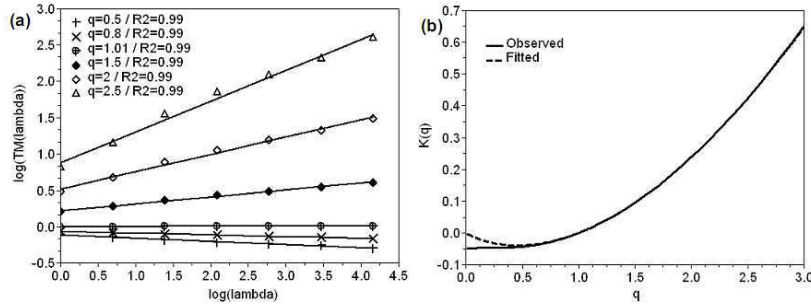 (a)
q=0.5 / R2=0.99
q=0.8 / R2=0.99
q=1.01 / R2=0.99
q=1.5 / R2=0.99
q=2 / R2=0.99
q=2.5 / R2=0.99
3.0
2.5
2.0
1.5
1.0
0.5
0.0
-0.5
log(TM(lambda))
0.0 0.5 1.0 1.5 2.0 2.5 3.0 3.5 4.0 4.5
log(lambda)
(b)
Observed
Fitted
0.7
0.6
0.5
0.4
0.3
0.2
0.1
0.0
-0.1
K(q)
0.0 0.5 1.0 1.5 2.0 2.5 3.0
q